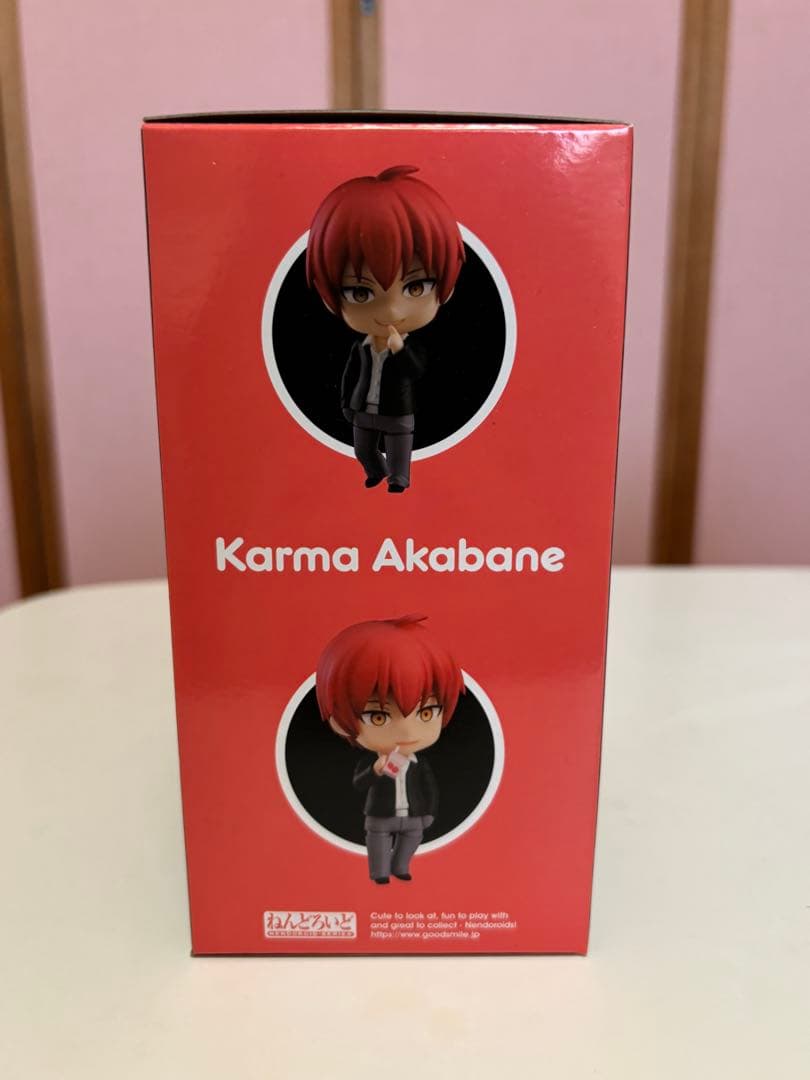 Karma Akabane
ねんどろいど
NENDOROID SERIES
Cute to look at, fun to play with
and great to collect - Nendoroids!
https://www.goodsmile.jp